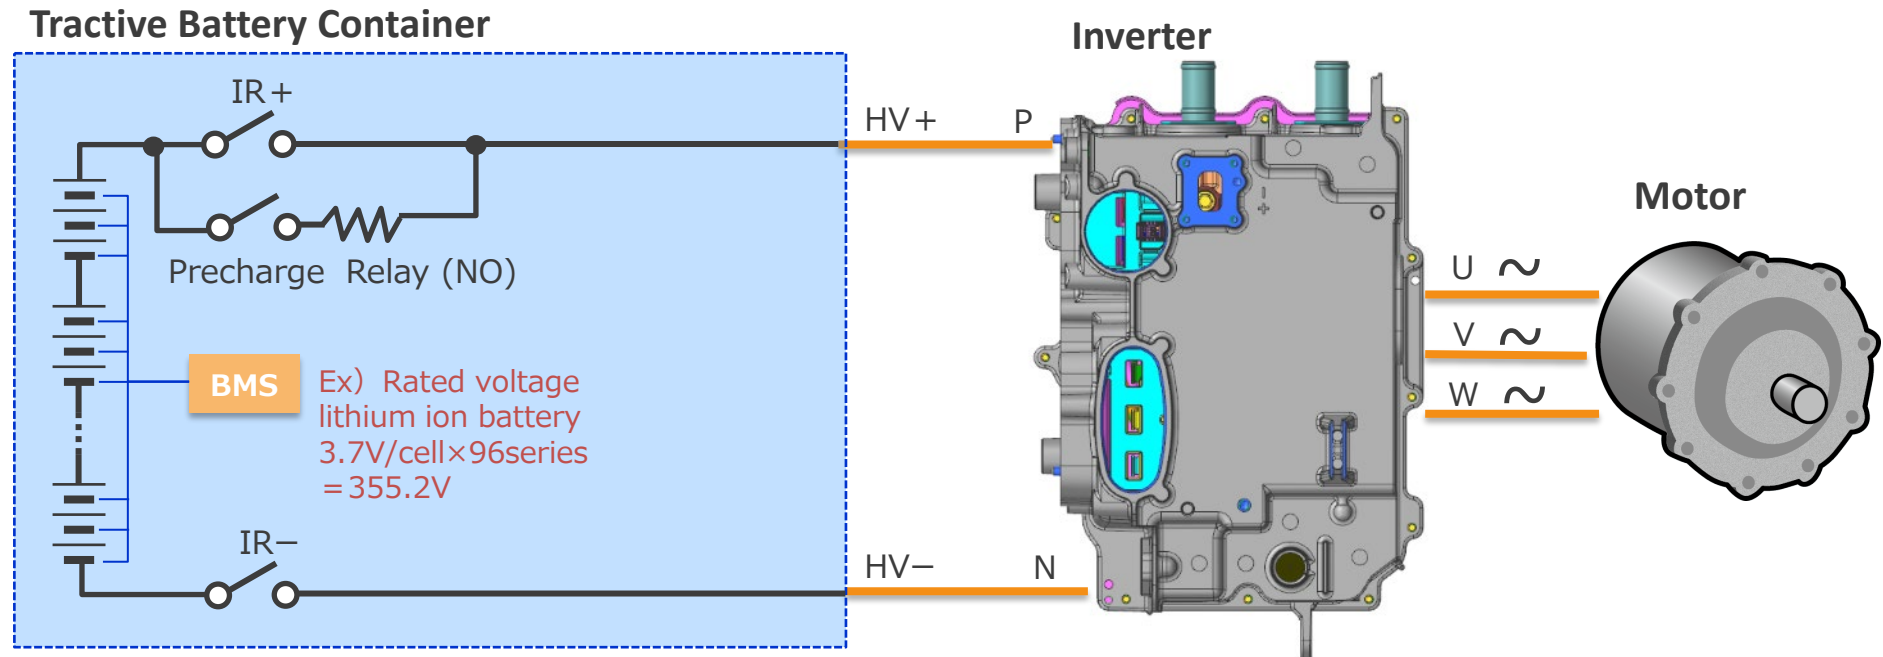 Tractive Battery Container
Inverter
IR+
HV+
P
Motor
Precharge Relay (NO)
U ~
V ~
W ~
BMS
Ex) Rated voltage
lithium ion battery
3.7V/cell×96series
=355.2V
IR−
HV−
N